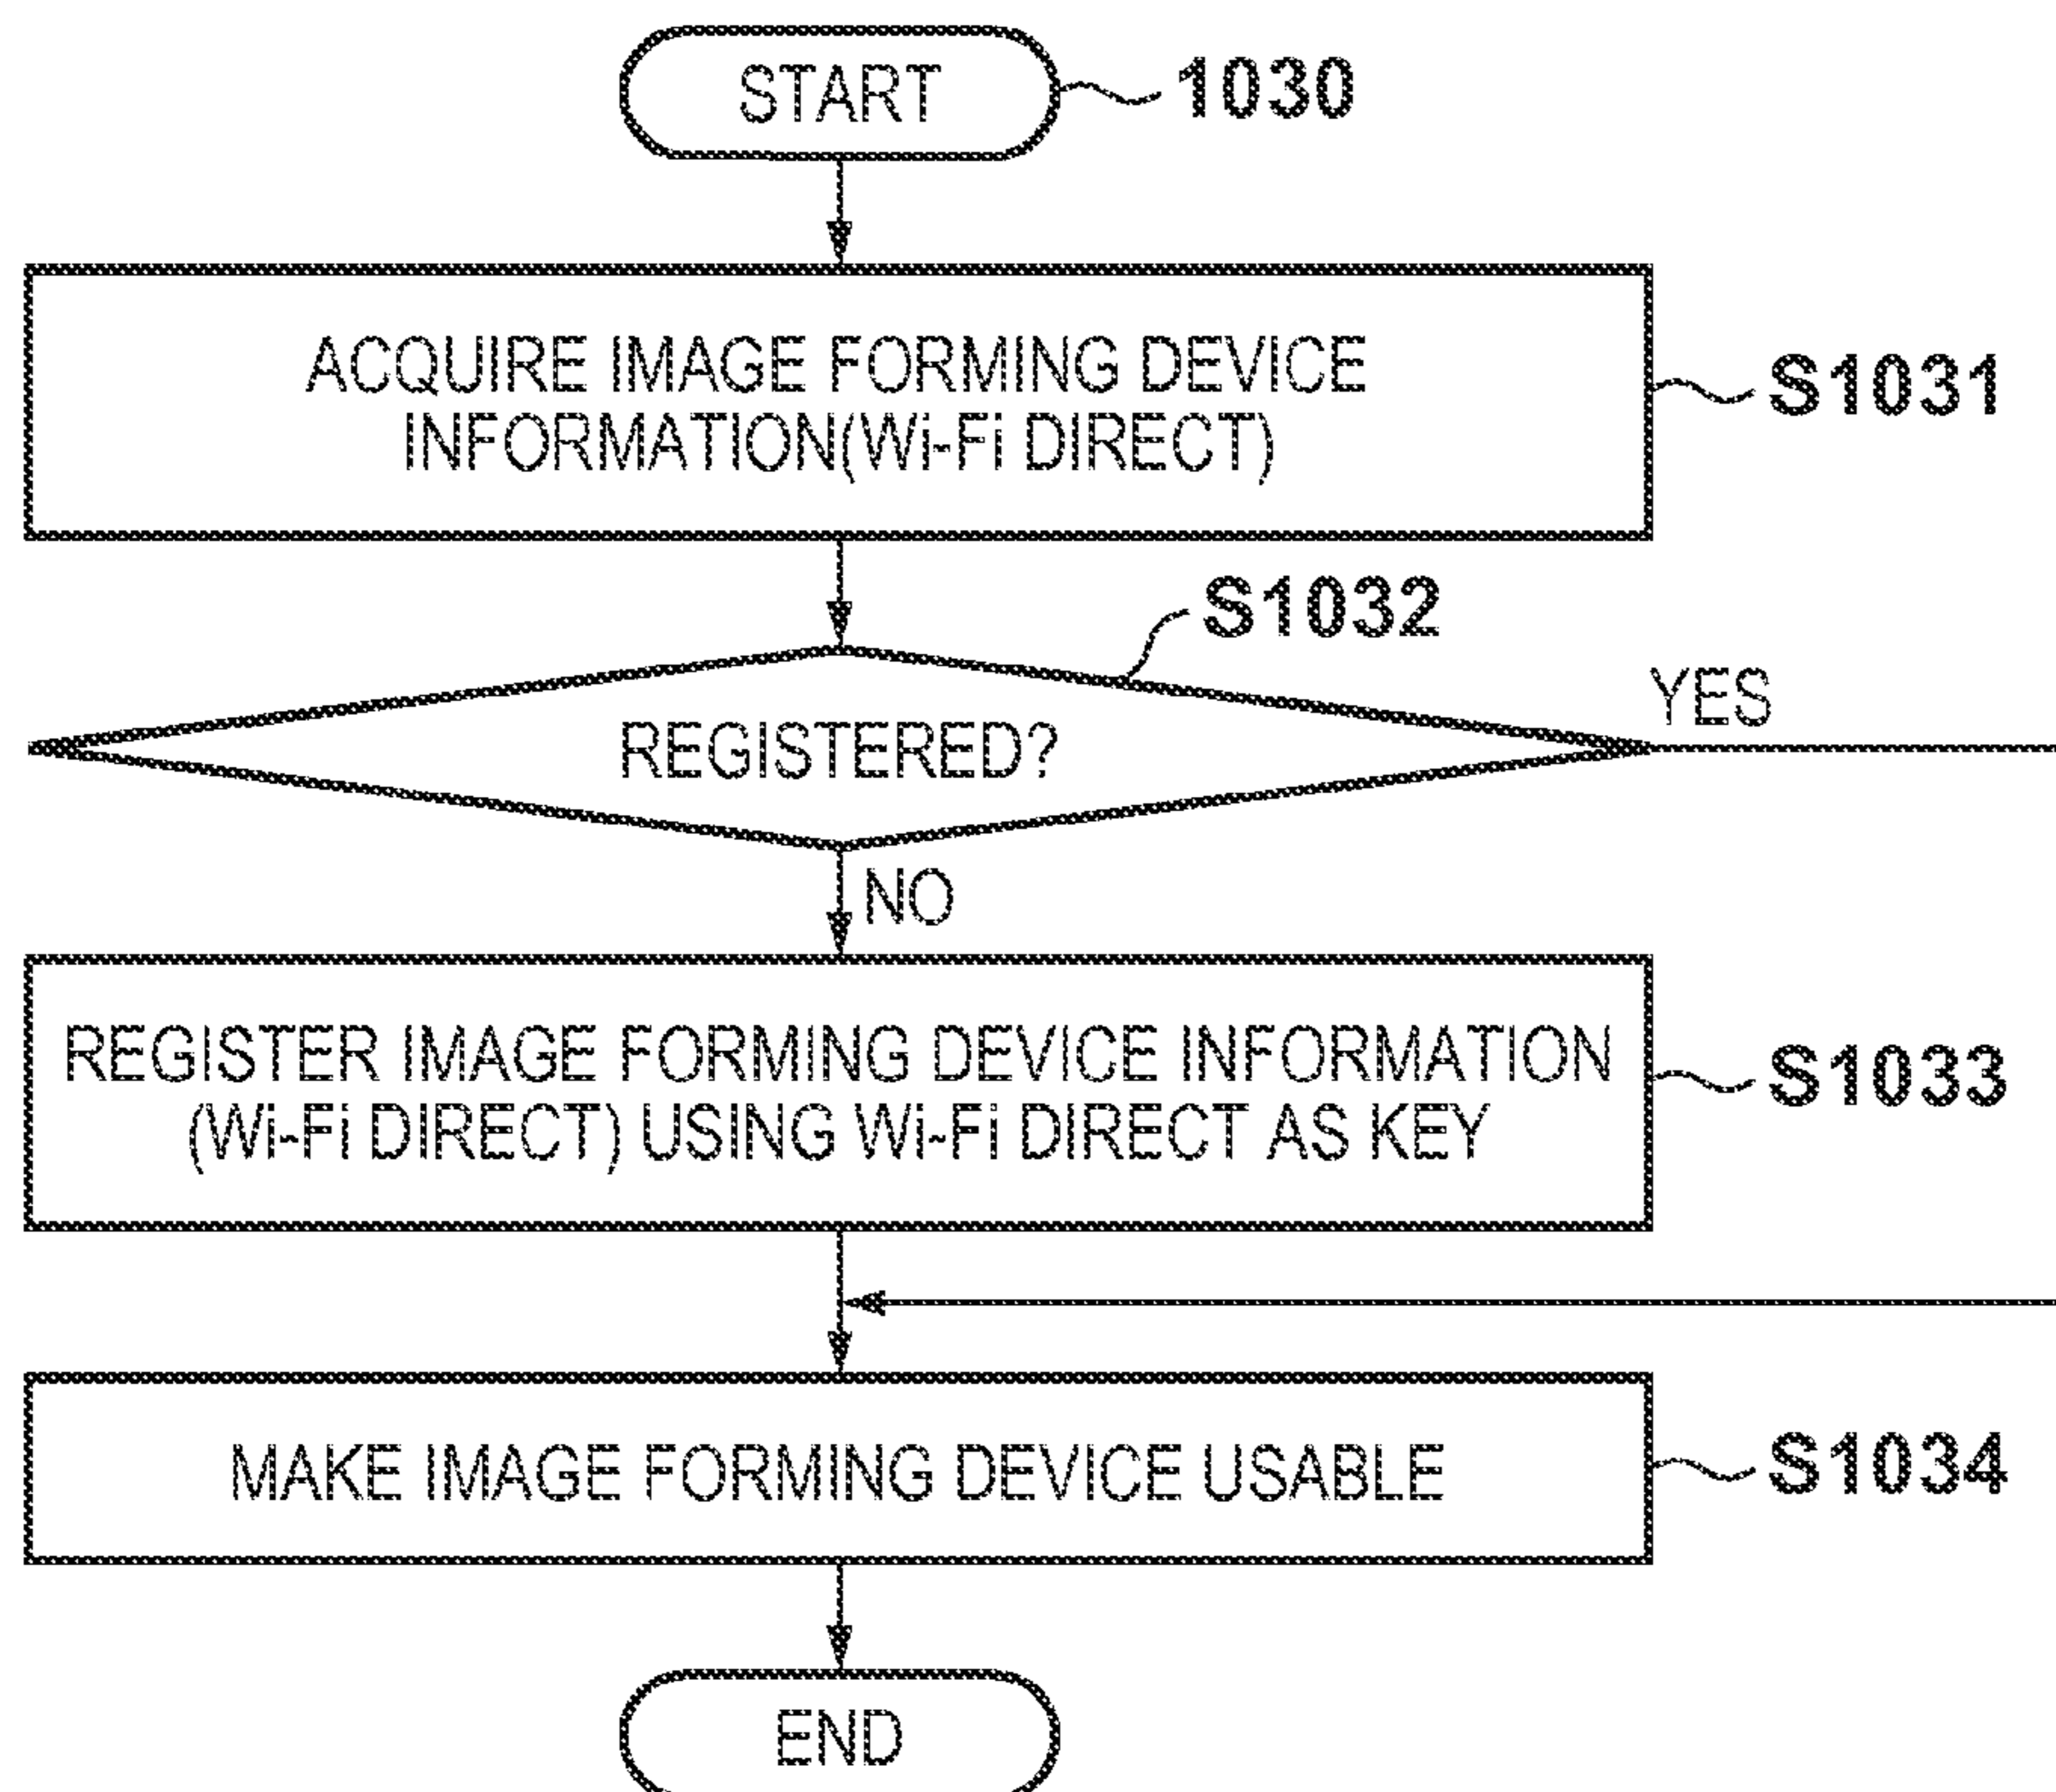 START
1030
ACQUIRE IMAGE FORMING DEVICE
INFORMATION(Wi-Fi DIRECT)
S1031
S1032
REGISTERED?
YES
NO
REGISTER IMAGE FORMING DEVICE INFORMATION
(Wi-Fi DIRECT) USING Wi-Fi DIRECT AS KEY
S1033
MAKE IMAGE FORMING DEVICE USABLE
S1034
END